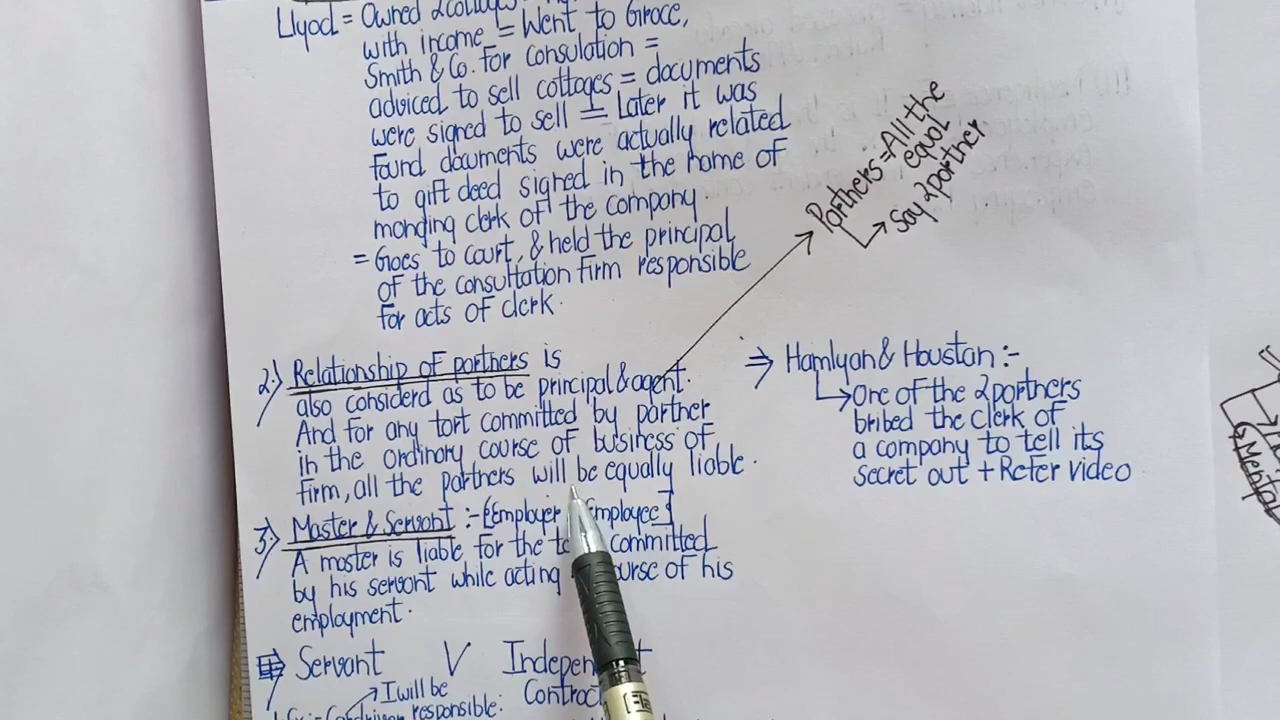 Llyod = Owned 2 cottages
with income = Went to Grace,
Smith & Co. For consulation =
adviced to sell cottages = documents
were signed to sell = Later it was
found documents were actually related
to gift deed signed in the name of
manging clerk of the company.
= Goes to court, & held the principal
of the consultation firm responsible
for acts of clerk.
Partners = All the
equal
Say 2 partner
2.) Relationship of partners is
also considerd as to be principal & agent.
And for any tort committed by partner
in the ordinary course of business of
firm, all the partners will be equally liable.
⇒ Hamlyan & Houstan :-
One of the 2 partners
bribed the clerk of
a company to tell its
secret out + Refer video
3.) Master & Servant :- [Employer Employee]
A master is liable for the committed
by his servant while acting course of his
employment.
Servant V Indepen t
Contrac
I will be
responsible.
Mental